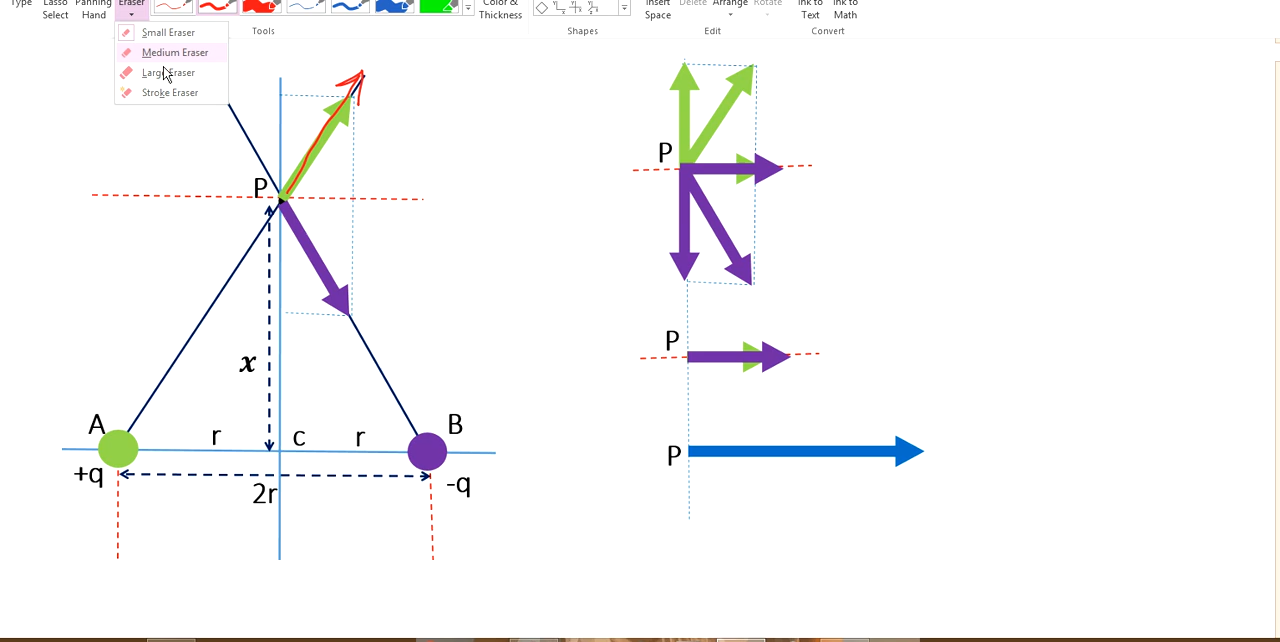 Type
Lasso
Select
Panning
Hand
Eraser
Color &
Thickness
Insert
Space
Delete
Arrange
Rotate
Ink to
Text
Ink to
Math
Small Eraser
Medium Eraser
Large Eraser
Stroke Eraser
Tools
Shapes
Edit
Convert
P
x
A
r
c
r
B
+q
2r
-q
P
P
P